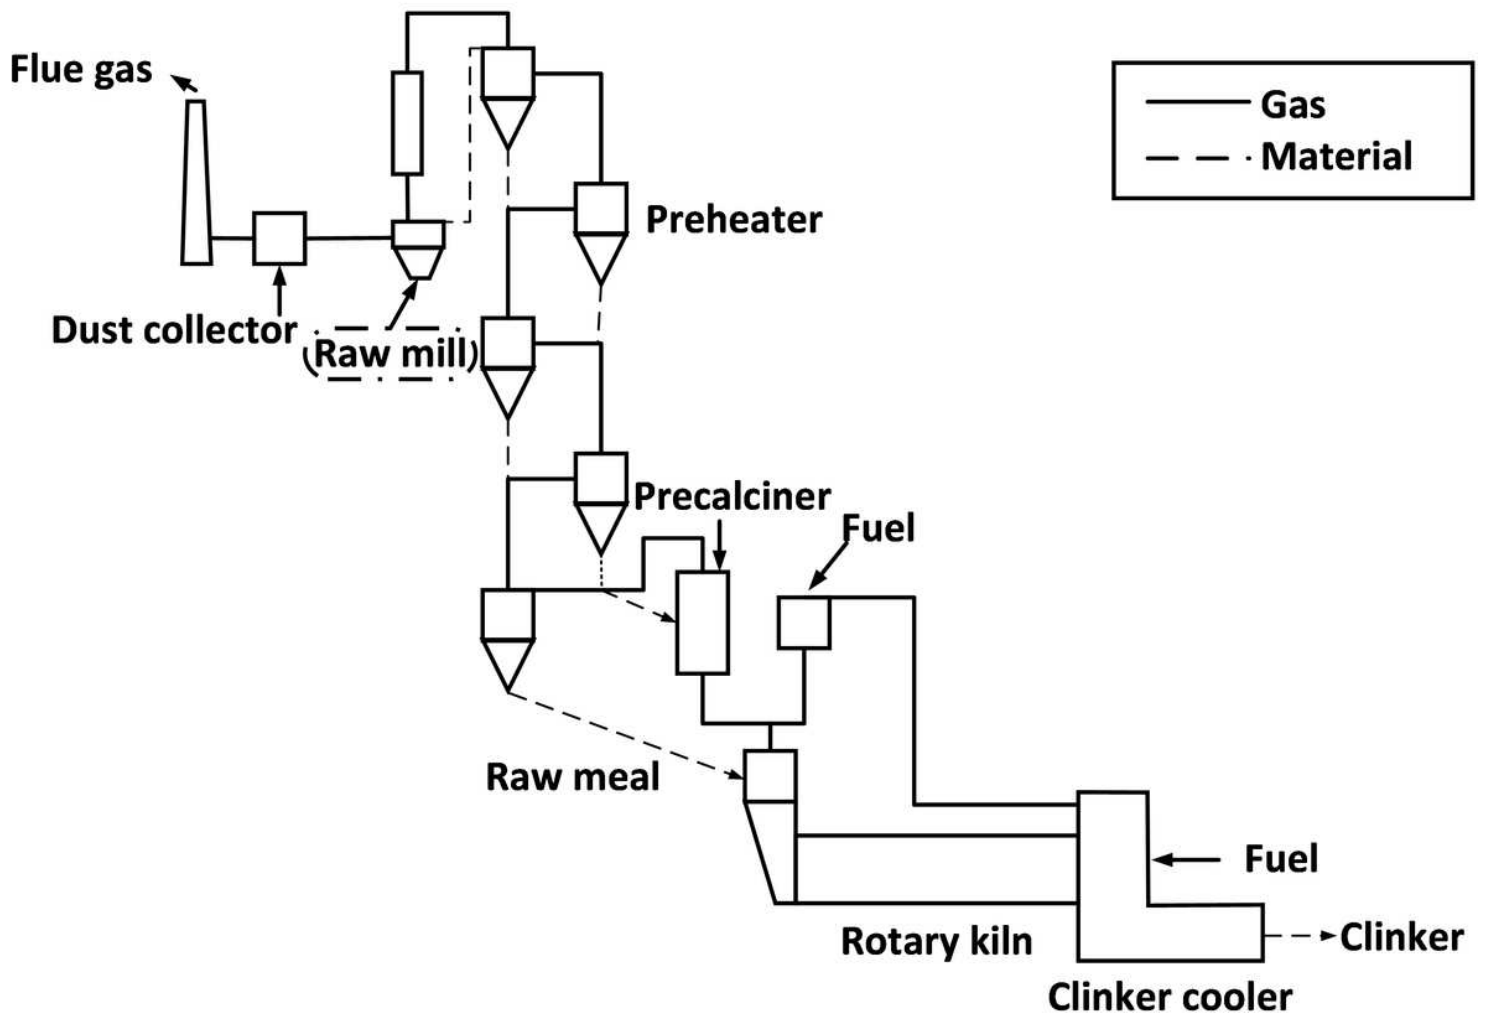 Flue gas
Gas
Material
Preheater
Dust collector
(Raw mill)
Precalciner
Fuel
Raw meal
Fuel
Rotary kiln
Clinker
Clinker cooler